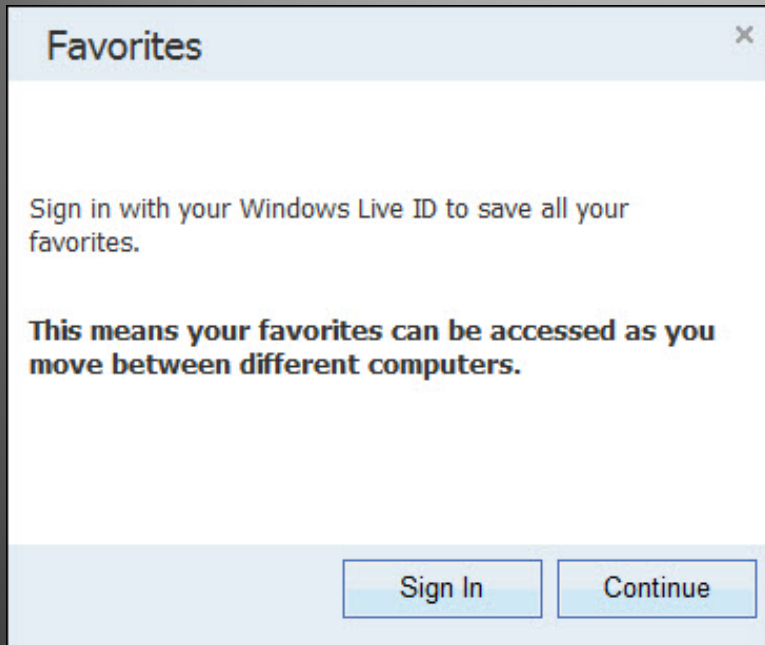 Favorites
Sign in with your Windows Live ID to save all your
favorites.
This means your favorites can be accessed as you
move between different computers.
Sign In
Continue